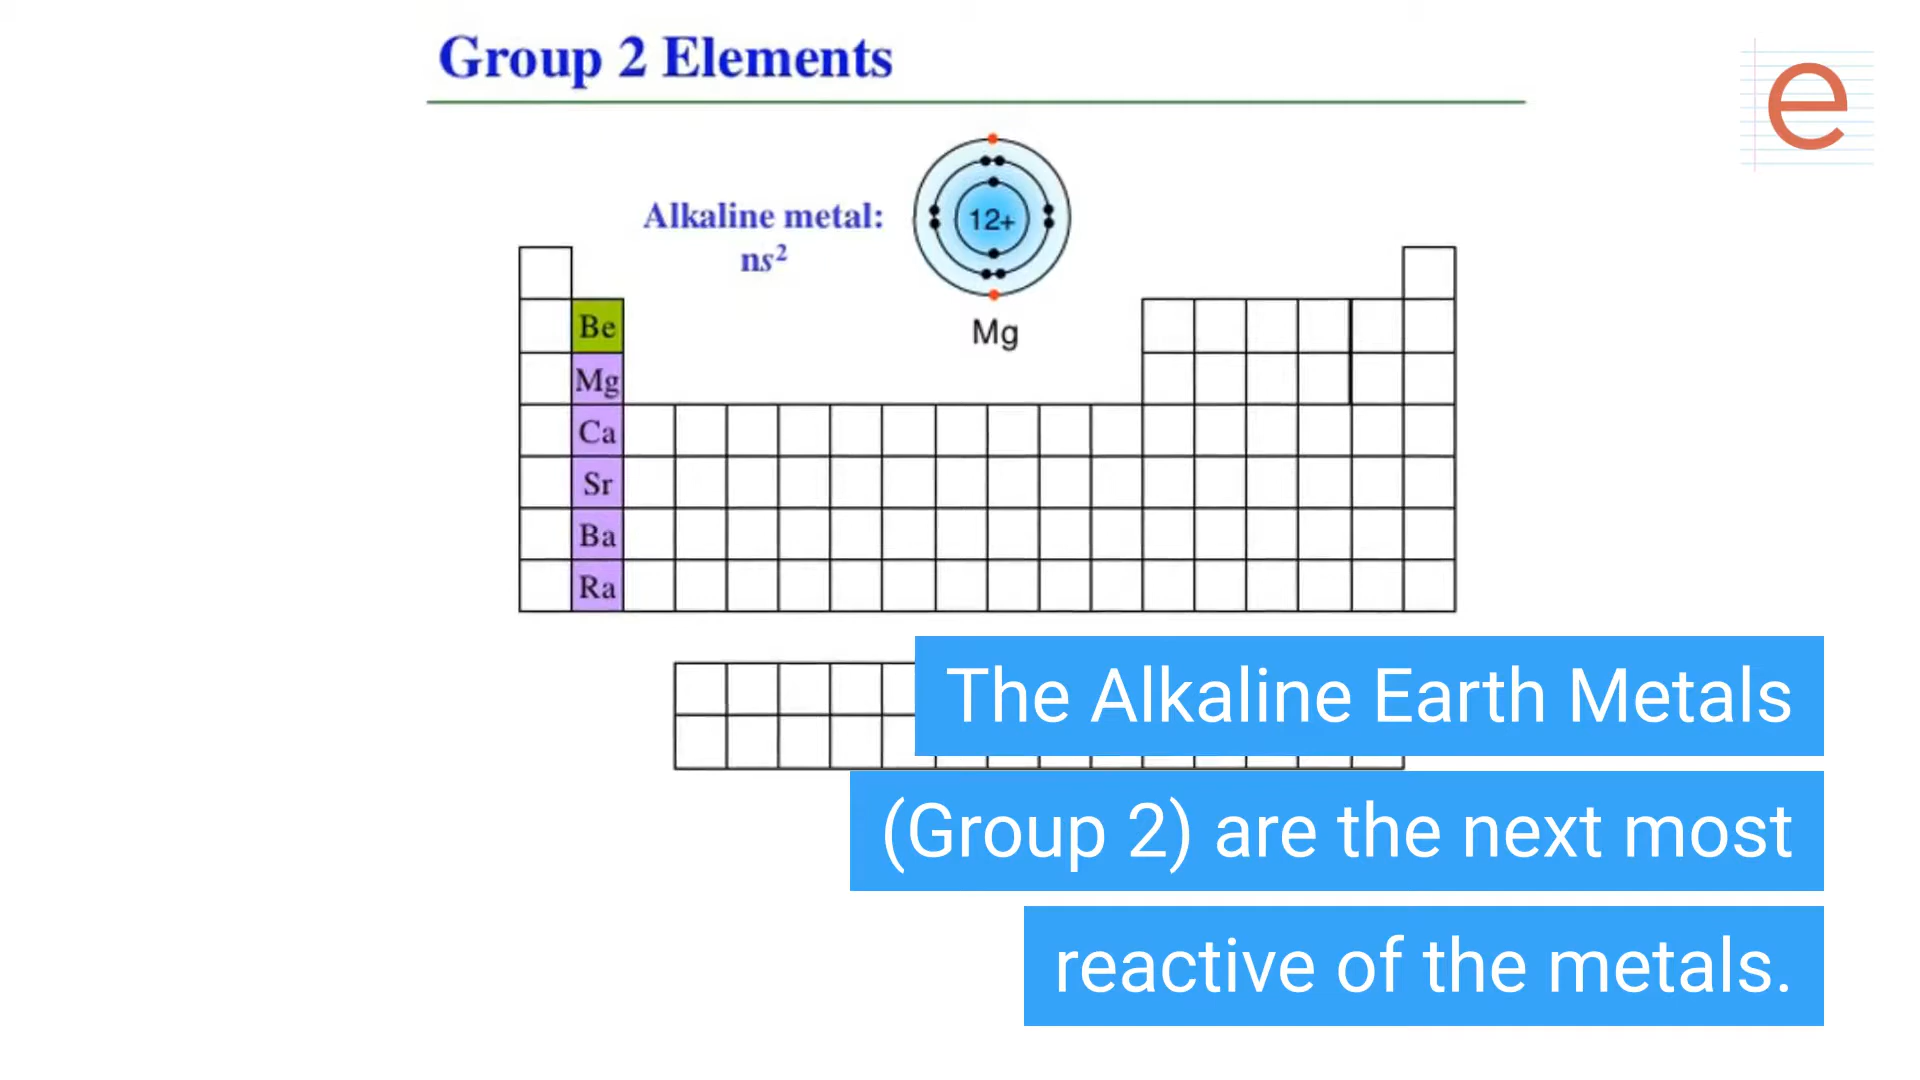 Group 2 Elements
e
Alkaline metal:
ns²
12+
Mg
Be
Mg
Ca
Sr
Ba
Ra
The Alkaline Earth Metals
(Group 2) are the next most
reactive of the metals.